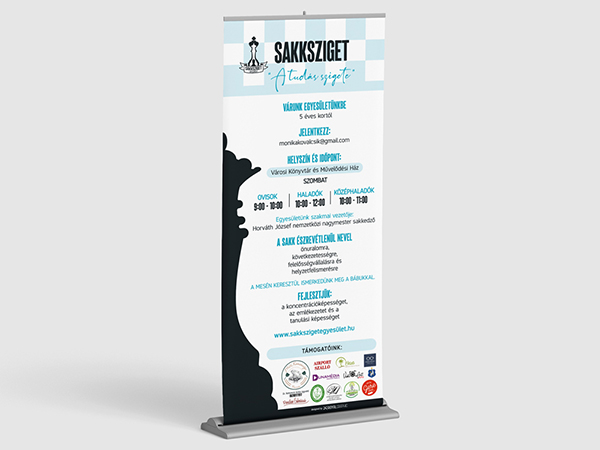 SAKKSZIGET
"A tudás szigete"
VÁRUNK EGYESÜLETÜNKBE
5 éves kortól
JELENTKEZZ:
monikakovalcsik@gmail.com
HELYSZÍN ÉS IDŐPONT:
Városi Könyvtár és Művelődési Ház
SZOMBAT
OVISOK HALADÓK KÖZÉPHALADÓK
9:00 - 10:00 10:00 - 12:00 10:00 - 11:00
Egyesületünk szakmai vezetője:
Horváth József nemzetközi nagymester sakkedző
A SAKK ÉSZREVÉTLENÜL NEVEL
önuralomra,
következetességre,
felelősségvállalásra és
helyzetfelismerésre
A MESÉN KERESZTÜL ISMERKEDÜNK MEG A BÁBUKKAL.
FEJLESZTJÜK:
a koncentrációképességet,
az emlékezetet és a
tanulási képességet
www.sakkszigetegyesület.hu
TÁMOGATÓINK:
AIRPORT
SZÁLLÓ